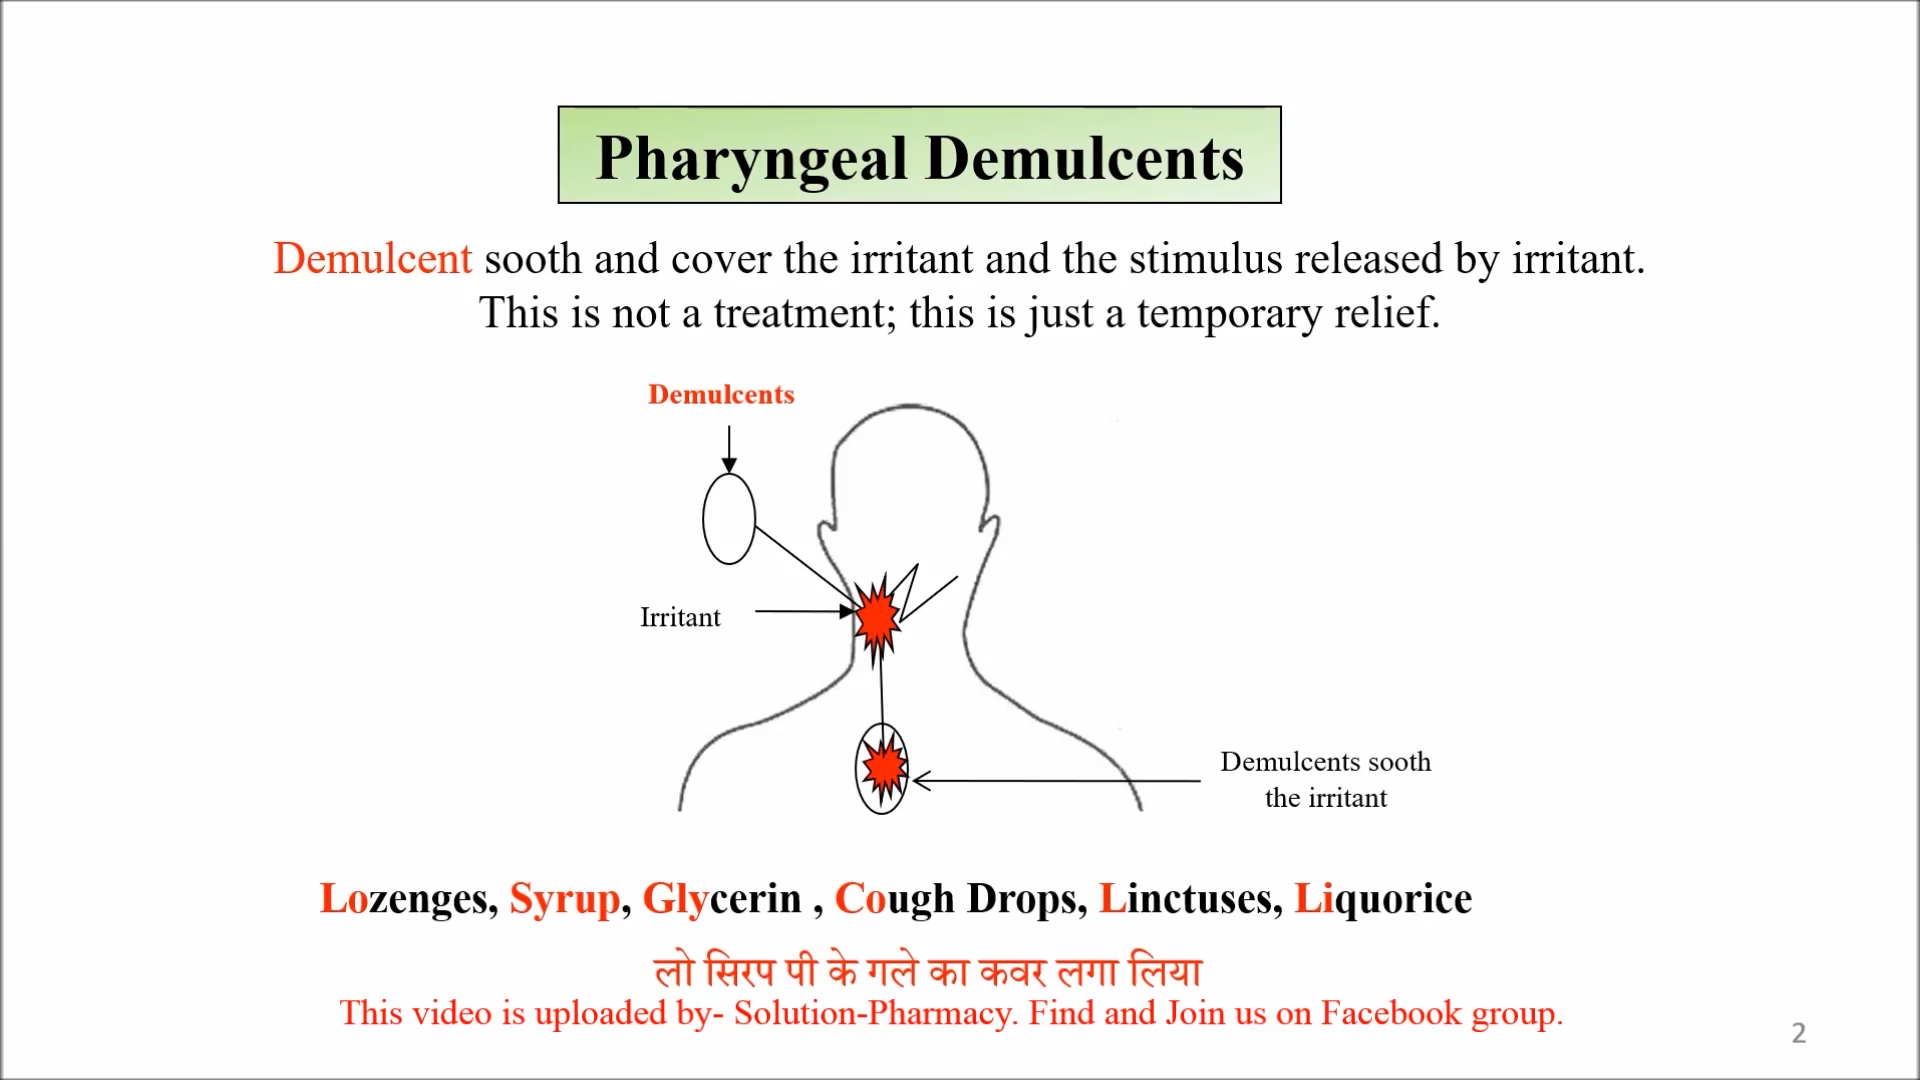 Pharyngeal Demulcents
Demulcent sooth and cover the irritant and the stimulus released by irritant.
This is not a treatment; this is just a temporary relief.
Demulcents
Irritant
Demulcents sooth
the irritant
Lozenges, Syrup, Glycerin , Cough Drops, Linctuses, Liquorice
लो सिरप पी के गले का कवर लगा लिया
This video is uploaded by- Solution-Pharmacy. Find and Join us on Facebook group.
2